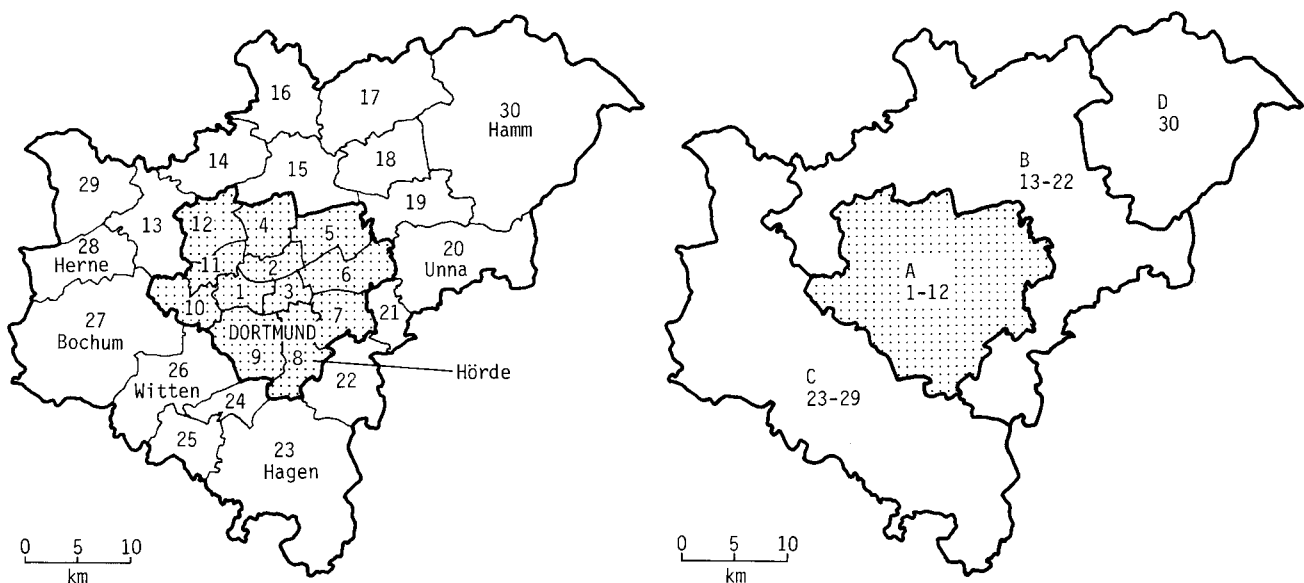 16
17
30
Hamm
14
15
18
29
19
13
12
4
5
28
Herne
20
Unna
11
2
6
10
1
3
7
21
27
Bochum
DORTMUND
9
8
Hörde
26
Witten
22
24
25
23
Hagen
0 5 10
km
D
30
B
13-22
A
1-12
C
23-29
0 5 10
km